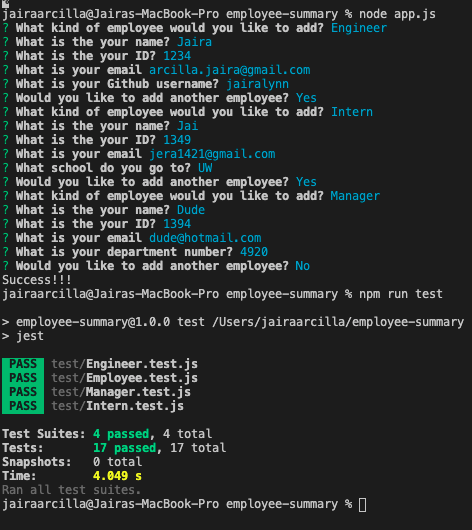 jairaarcilla@Jairas-MacBook-Pro employee-summary % node app.js
? What kind of employee would you like to add? Engineer
? What is the your name? Jaira
? What is the your ID? 1234
? What is your email arcilla.jaira@gmail.com
? What is your Github username? jairalynn
? Would you like to add another employee? Yes
? What kind of employee would you like to add? Intern
? What is the your name? Jai
? What is the your ID? 1349
? What is your email jera1421@gmail.com
? What school do you go to? UW
? Would you like to add another employee? Yes
? What kind of employee would you like to add? Manager
? What is the your name? Dude
? What is the your ID? 1394
? What is your email dude@hotmail.com
? What is your department number? 4920
? Would you like to add another employee? No
Success!!!
jairaarcilla@Jairas-MacBook-Pro employee-summary % npm run test
> employee-summary@1.0.0 test /Users/jairaarcilla/employee-summary
> jest
PASS test/Engineer.test.js
PASS test/Employee.test.js
PASS test/Manager.test.js
PASS test/Intern.test.js
Test Suites: 4 passed, 4 total
Tests: 17 passed, 17 total
Snapshots: 0 total
Time: 4.049 s
Ran all test suites.
jairaarcilla@Jairas-MacBook-Pro employee-summary %